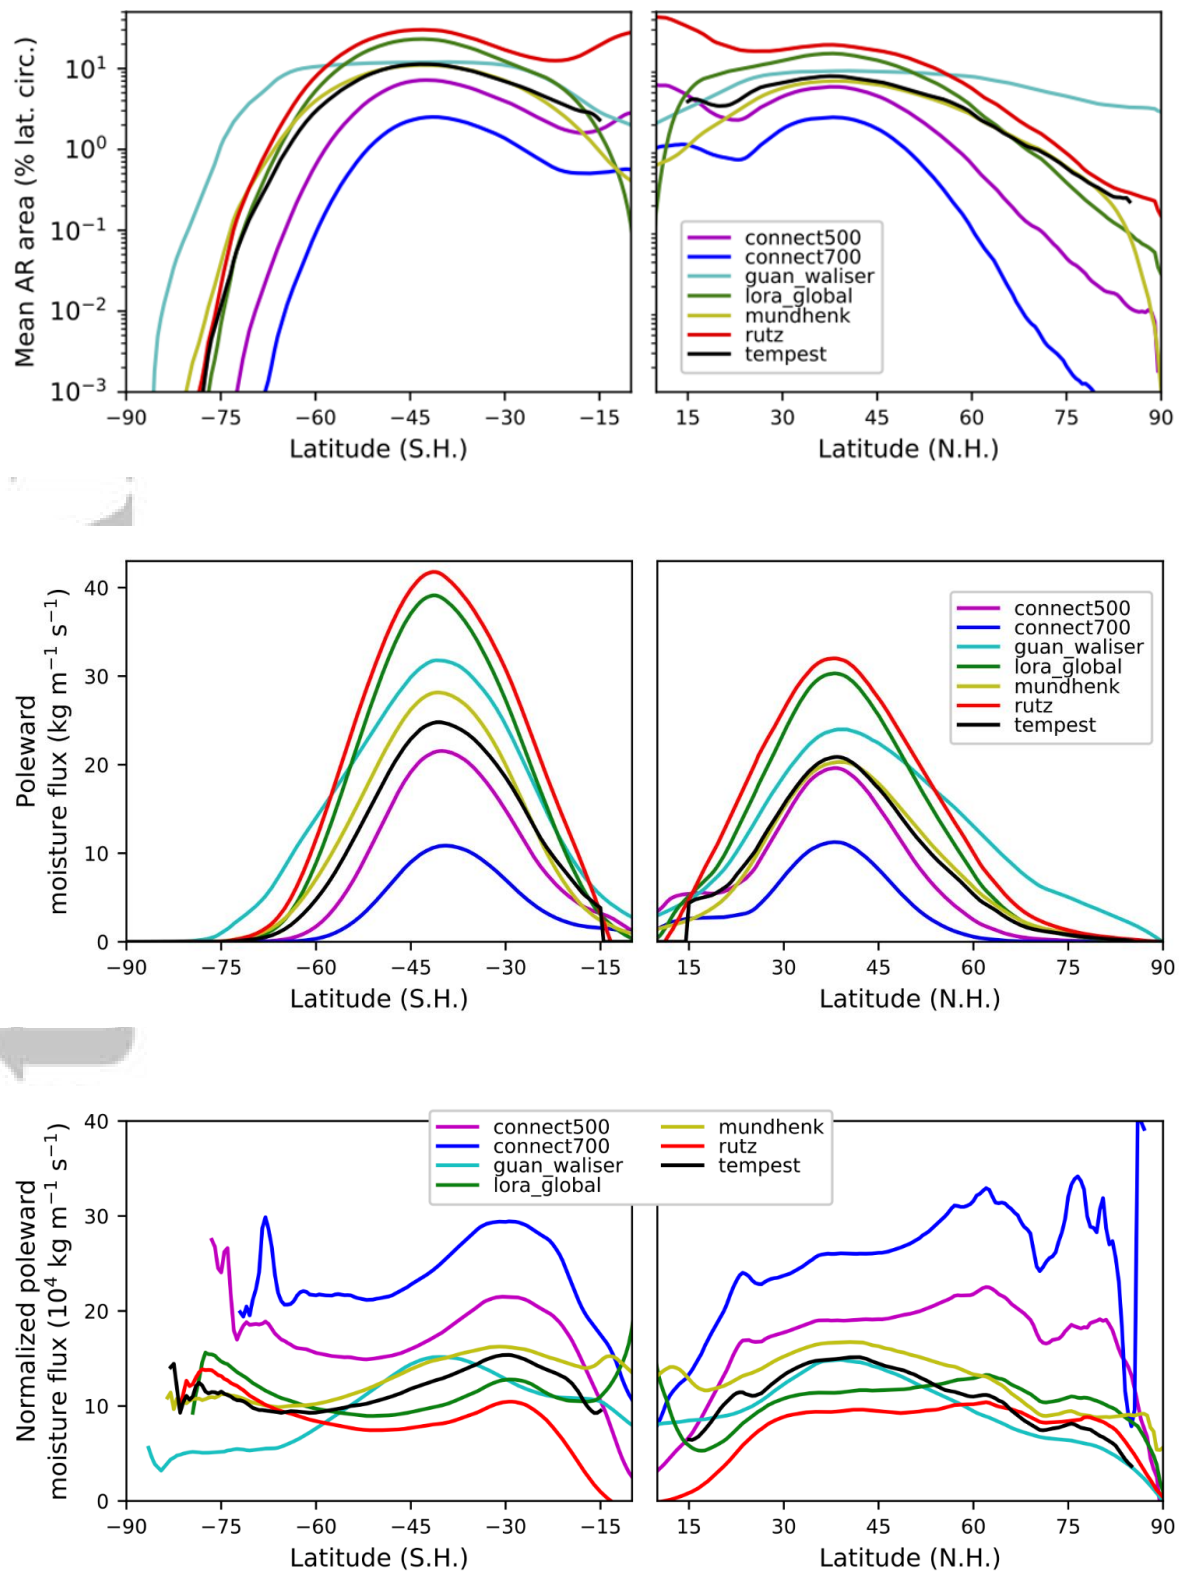 Mean AR area (% lat. circ.)
10¹
10⁰
10⁻¹
10⁻²
10⁻³
−90 −75 −60 −45 −30 −15
Latitude (S.H.)
connect500
connect700
guan_waliser
lora_global
mundhenk
rutz
tempest
15 30 45 60 75 90
Latitude (N.H.)
Poleward
moisture flux (kg m⁻¹ s⁻¹)
40
30
20
10
0
−90 −75 −60 −45 −30 −15
Latitude (S.H.)
connect500
connect700
guan_waliser
lora_global
mundhenk
rutz
tempest
15 30 45 60 75 90
Latitude (N.H.)
Normalized poleward
moisture flux (10⁴ kg m⁻¹ s⁻¹)
40
30
20
10
0
connect500
connect700
guan_waliser
lora_global
mundhenk
rutz
tempest
−90 −75 −60 −45 −30 −15
Latitude (S.H.)
15 30 45 60 75 90
Latitude (N.H.)